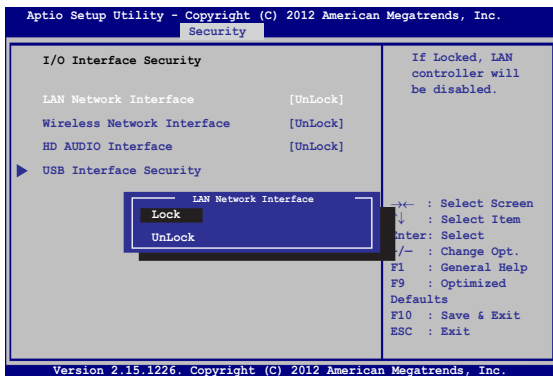 Aptio Setup Utility - Copyright (C) 2012 American Megatrends, Inc.
Security
I/O Interface Security
LAN Network Interface [UnLock]
Wireless Network Interface [UnLock]
HD AUDIO Interface [UnLock]
USB Interface Security
LAN Network Interface
Lock
UnLock
If Locked, LAN
controller will
be disabled.
→← : Select Screen
↑↓ : Select Item
Enter: Select
+/— : Change Opt.
F1 : General Help
F9 : Optimized
Defaults
F10 : Save & Exit
ESC : Exit
Version 2.15.1226. Copyright (C) 2012 American Megatrends, Inc.